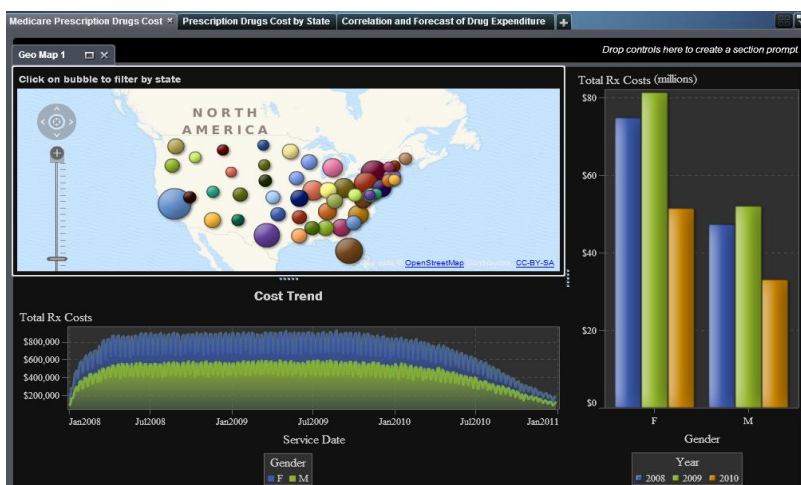 Medicare Prescription Drugs Cost × Prescription Drugs Cost by State Correlation and Forecast of Drug Expenditure +
Geo Map 1 ×
Drop controls here to create a section prompt
Click on bubble to filter by state
NORTH
AMERICA
OpenStreetMap
CC-BY-SA
Cost Trend
Total Rx Costs
$800,000
$600,000
$400,000
$200,000
Jan2008 Jul2008 Jan2009 Jul2009 Jan2010 Jul2010 Jan2011
Service Date
Gender
F M
Total Rx Costs (millions)
$80
$60
$40
$20
$0
F M
Gender
Year
2008 2009 2010